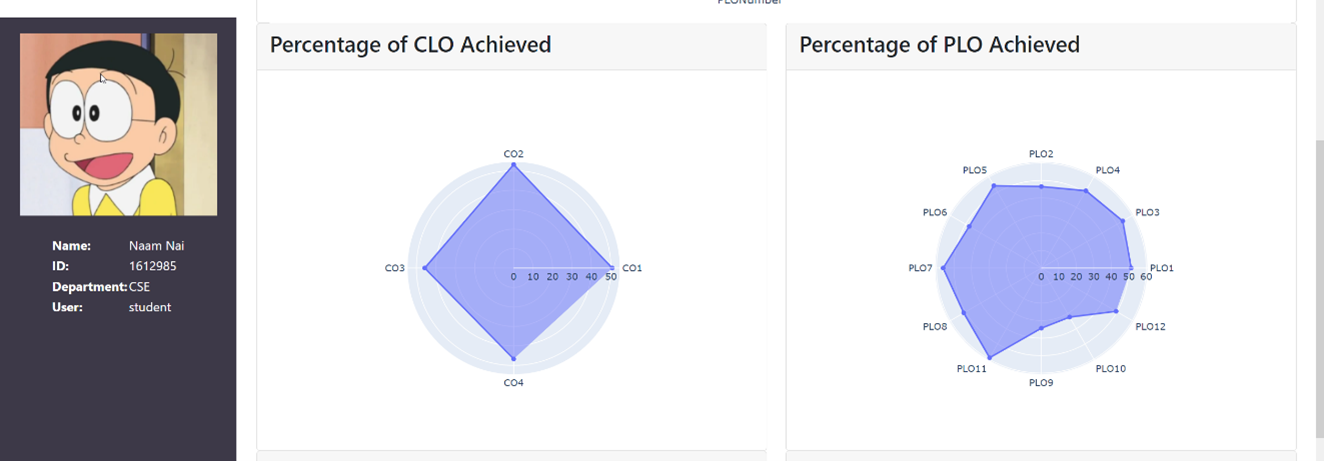 PLONumber
Percentage of CLO Achieved
Percentage of PLO Achieved
Name: Naam Nai
ID: 1612985
Department: CSE
User: student
CO2
CO3
CO1
CO4
0 10 20 30 40 50
PLO2
PLO5
PLO4
PLO6
PLO3
PLO7
PLO1
0 10 20 30 40 50 60
PLO8
PLO12
PLO11
PLO10
PLO9